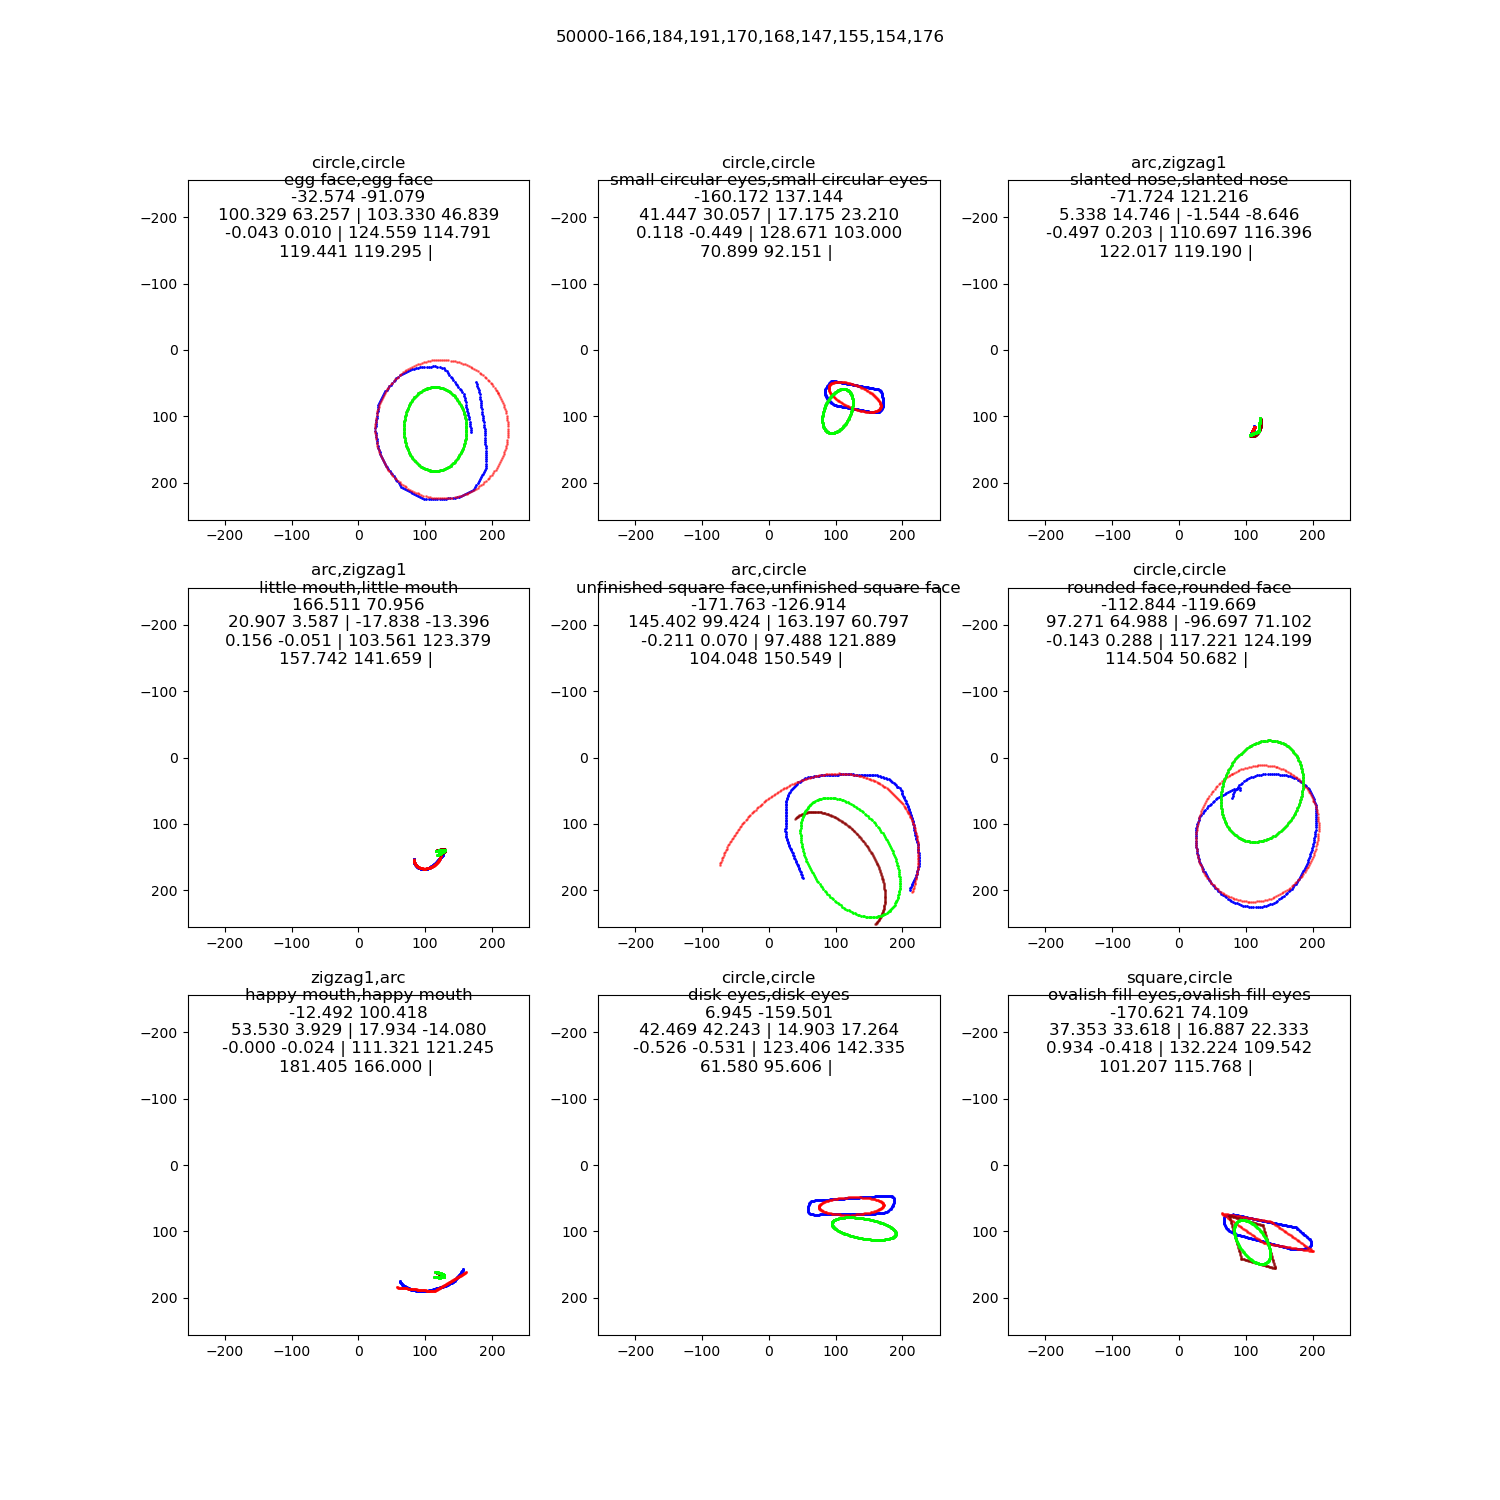 50000-166,184,191,170,168,147,155,154,176
circle,circle
egg face,egg face
-32.574 -91.079
100.329 63.257 | 103.330 46.839
-0.043 0.010 | 124.559 114.791
119.441 119.295 |
−200
−100
0
100
200
−200 −100 0 100 200
circle,circle
small circular eyes,small circular eyes
-160.172 137.144
41.447 30.057 | 17.175 23.210
0.118 -0.449 | 128.671 103.000
70.899 92.151 |
−200
−100
0
100
200
−200 −100 0 100 200
arc,zigzag1
slanted nose,slanted nose
-71.724 121.216
5.338 14.746 | -1.544 -8.646
-0.497 0.203 | 110.697 116.396
122.017 119.190 |
−200
−100
0
100
200
−200 −100 0 100 200
arc,zigzag1
little mouth,little mouth
166.511 70.956
20.907 3.587 | -17.838 -13.396
0.156 -0.051 | 103.561 123.379
157.742 141.659 |
−200
−100
0
100
200
−200 −100 0 100 200
arc,circle
unfinished square face,unfinished square face
-171.763 -126.914
145.402 99.424 | 163.197 60.797
-0.211 0.070 | 97.488 121.889
104.048 150.549 |
−200
−100
0
100
200
−200 −100 0 100 200
circle,circle
rounded face,rounded face
-112.844 -119.669
97.271 64.988 | -96.697 71.102
-0.143 0.288 | 117.221 124.199
114.504 50.682 |
−200
−100
0
100
200
−200 −100 0 100 200
zigzag1,arc
happy mouth,happy mouth
-12.492 100.418
53.530 3.929 | 17.934 -14.080
-0.000 -0.024 | 111.321 121.245
181.405 166.000 |
−200
−100
0
100
200
−200 −100 0 100 200
circle,circle
disk eyes,disk eyes
6.945 -159.501
42.469 42.243 | 14.903 17.264
-0.526 -0.531 | 123.406 142.335
61.580 95.606 |
−200
−100
0
100
200
−200 −100 0 100 200
square,circle
ovalish fill eyes,ovalish fill eyes
-170.621 74.109
37.353 33.618 | 16.887 22.333
0.934 -0.418 | 132.224 109.542
101.207 115.768 |
−200
−100
0
100
200
−200 −100 0 100 200